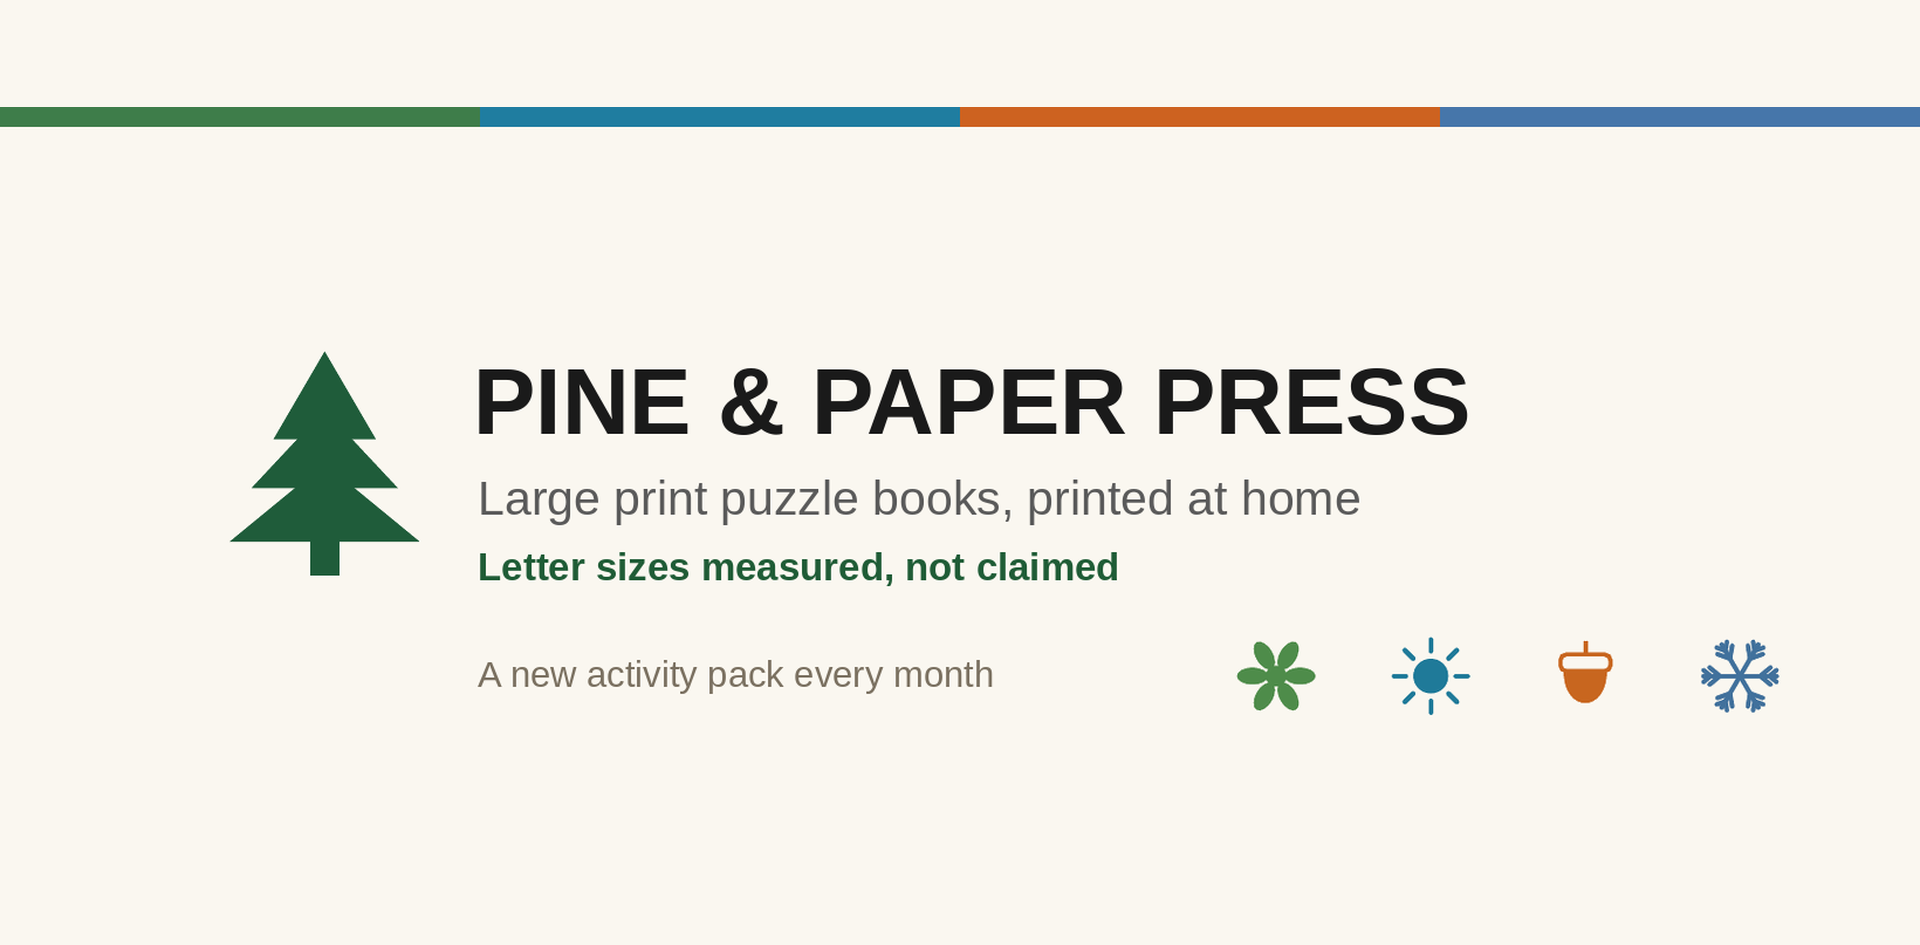 PINE & PAPER PRESS
Large print puzzle books, printed at home
Letter sizes measured, not claimed
A new activity pack every month